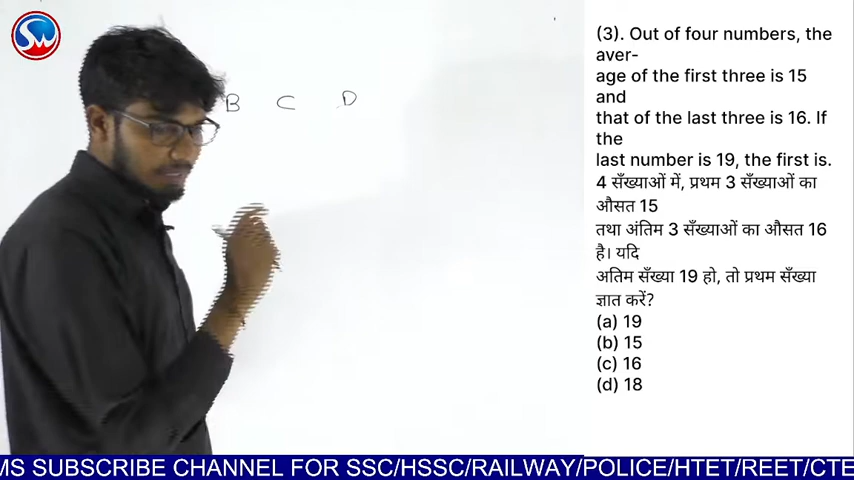 SW
B C D
(3). Out of four numbers, the
aver-
age of the first three is 15
and
that of the last three is 16. If
the
last number is 19, the first is.
4 सँख्याओं में, प्रथम 3 सँख्याओं का
औसत 15
तथा अंतिम 3 सँख्याओं का औसत 16
है। यदि
अतिम सँख्या 19 हो, तो प्रथम सँख्या
ज्ञात करें?
(a) 19
(b) 15
(c) 16
(d) 18
MS SUBSCRIBE CHANNEL FOR SSC/HSSC/RAILWAY/POLICE/HTET/REET/CTE